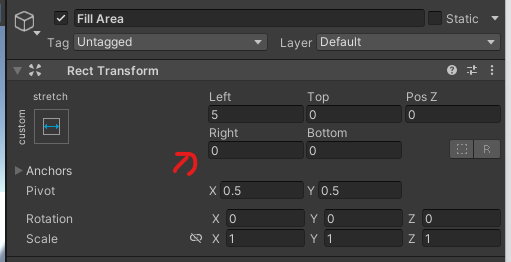 Fill Area Static
Tag Untagged Layer Default
Rect Transform
stretch
custom
Left Top Pos Z
5 0 0
Right Bottom
0 0 R
Anchors
Pivot X 0.5 Y 0.5
Rotation X 0 Y 0 Z 0
Scale X 1 Y 1 Z 1